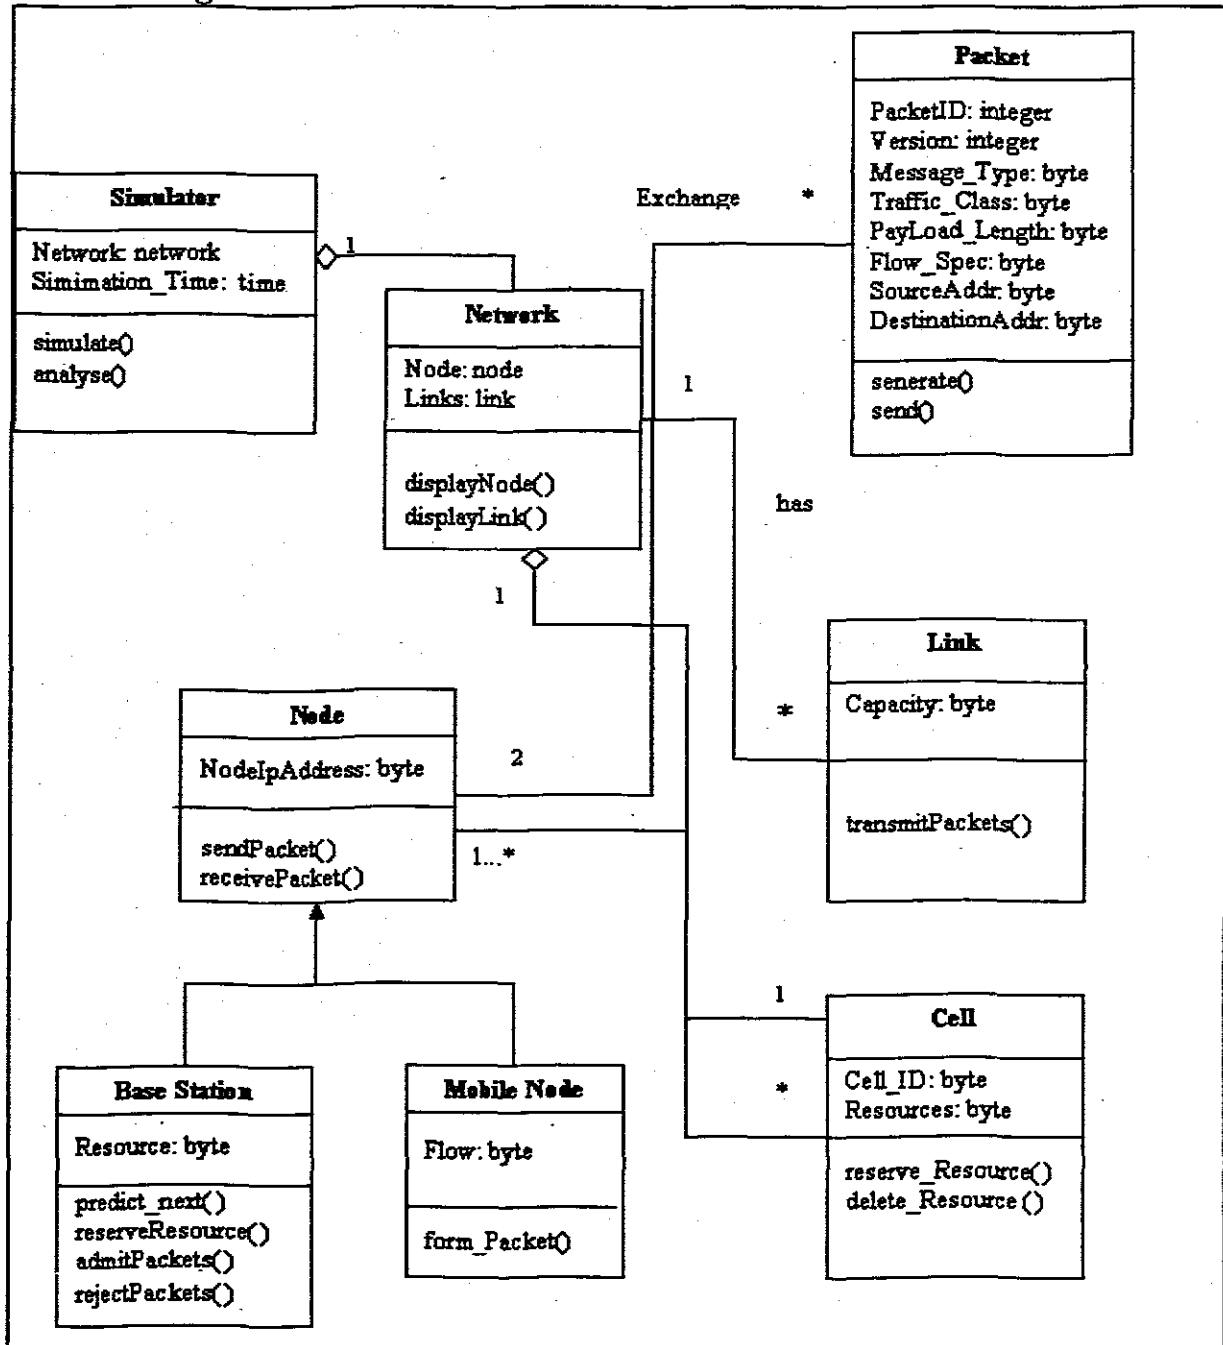 Packet
PacketID: integer
Version: integer
Message_Type: byte
Traffic_Class: byte
PayLoad_Length: byte
Flow_Spec: byte
SourceAddr: byte
DestinationAddr: byte
senerate()
send()
Exchange
*
Simulator
Network: network
Simimation_Time: time
simulate()
analyse()
1
Network
Node: node
Links: link
displayNode()
displayLink()
1
1
has
*
Link
Capacity: byte
transmitPackets()
Node
NodeIpAddress: byte
sendPacket()
receivePacket()
2
1...*
1
*
Cell
Cell_ID: byte
Resources: byte
reserve_Resource()
delete_Resource ()
Base Station
Resource: byte
predict_next()
reserveResource()
admitPackets()
rejectPackets()
Mobile Node
Flow: byte
form_Packet()